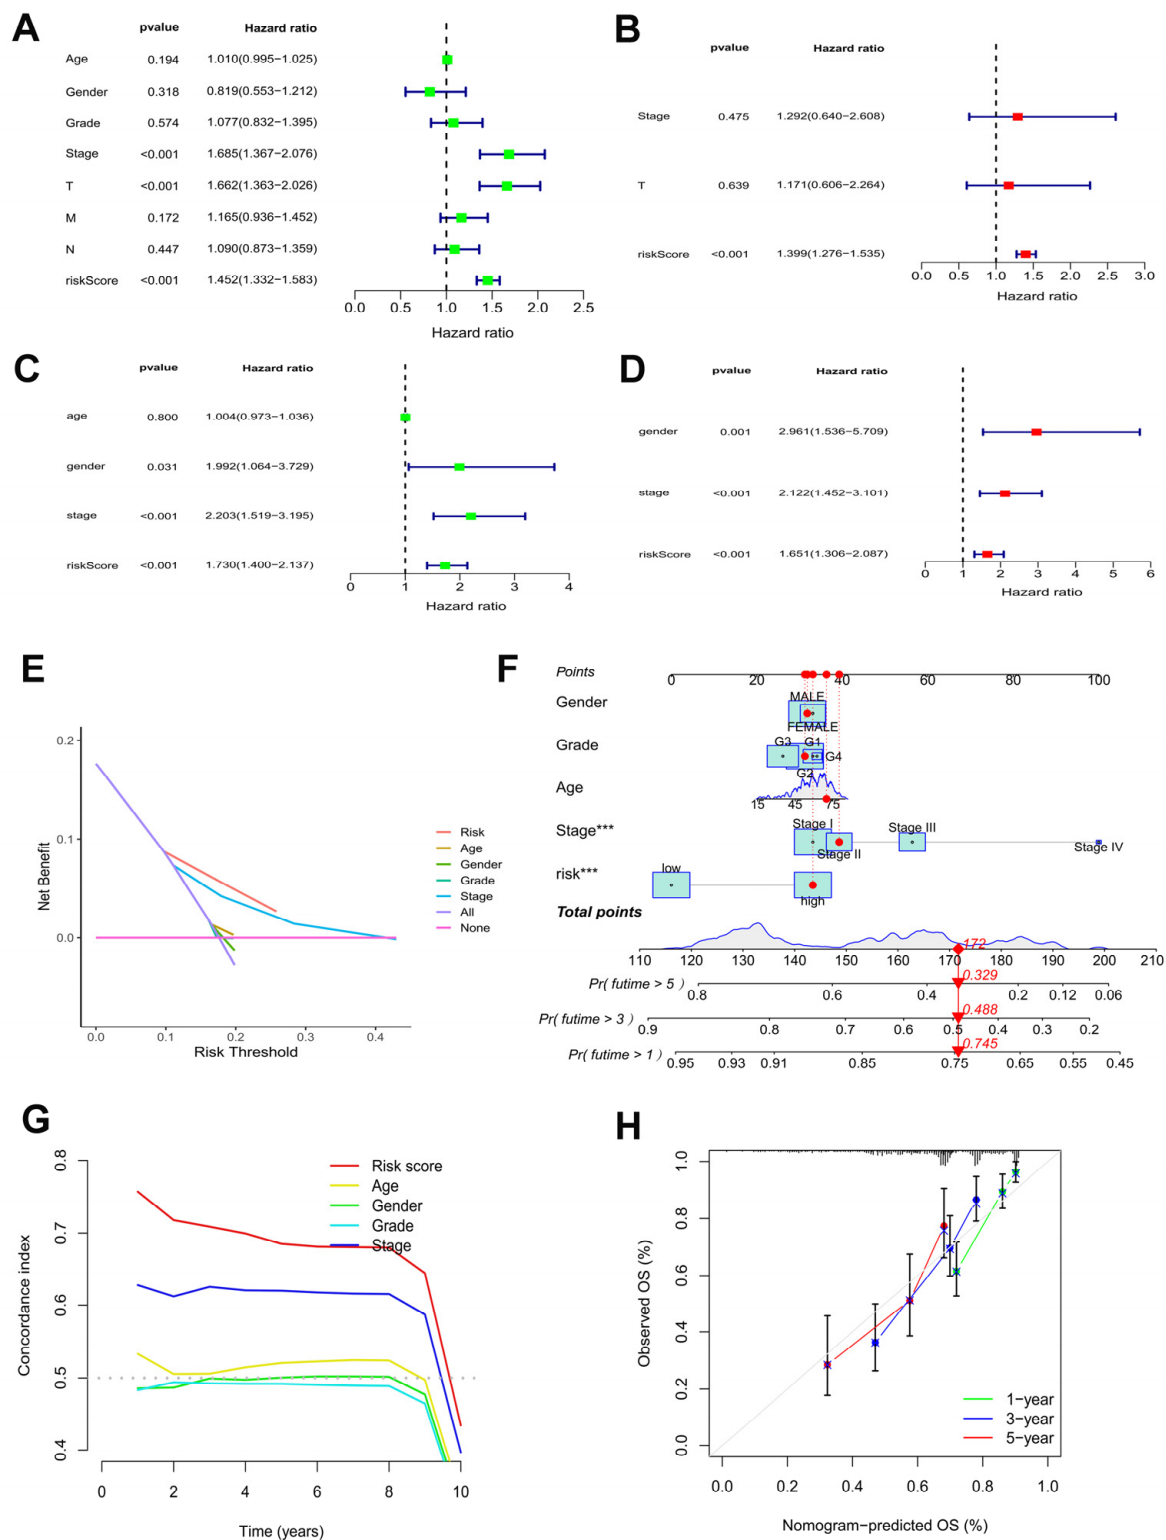 A
pvalue Hazard ratio
Age 0.194 1.010(0.995−1.025)
Gender 0.318 0.819(0.553−1.212)
Grade 0.574 1.077(0.832−1.395)
Stage <0.001 1.685(1.367−2.076)
T <0.001 1.662(1.363−2.026)
M 0.172 1.165(0.936−1.452)
N 0.447 1.090(0.873−1.359)
riskScore <0.001 1.452(1.332−1.583)
0.0 0.5 1.0 1.5 2.0 2.5
Hazard ratio
B
pvalue Hazard ratio
Stage 0.475 1.292(0.640−2.608)
T 0.639 1.171(0.606−2.264)
riskScore <0.001 1.399(1.276−1.535)
0.0 0.5 1.0 1.5 2.0 2.5 3.0
Hazard ratio
C
pvalue Hazard ratio
age 0.800 1.004(0.973−1.036)
gender 0.031 1.992(1.064−3.729)
stage <0.001 2.203(1.519−3.195)
riskScore <0.001 1.730(1.400−2.137)
0 1 2 3 4
Hazard ratio
D
pvalue Hazard ratio
gender 0.001 2.961(1.536−5.709)
stage <0.001 2.122(1.452−3.101)
riskScore <0.001 1.651(1.306−2.087)
0 1 2 3 4 5 6
Hazard ratio
E
Net Benefit
0.2
0.1
0.0
0.0 0.1 0.2 0.3 0.4
Risk Threshold
Risk
Age
Gender
Grade
Stage
All
None
F
Points
0 20 40 60 80 100
Gender
MALE
FEMALE
Grade
G3 G1
G4
G2
Age
15 45 75
Stage***
Stage I
Stage II
Stage III
Stage IV
risk***
low
high
Total points
172
110 120 130 140 150 160 170 180 190 200 210
0.329
Pr( futime > 5 )
0.8 0.6 0.4 0.2 0.12 0.06
0.488
Pr( futime > 3 )
0.9 0.8 0.7 0.6 0.5 0.4 0.3 0.2
0.745
Pr( futime > 1 )
0.95 0.93 0.91 0.85 0.75 0.65 0.55 0.45
G
Concordance index
0.8
0.7
0.6
0.5
0.4
0 2 4 6 8 10
Time (years)
Risk score
Age
Gender
Grade
Stage
H
Observed OS (%)
1.0
0.8
0.6
0.4
0.2
0.0
0.0 0.2 0.4 0.6 0.8 1.0
Nomogram−predicted OS (%)
1−year
3−year
5−year